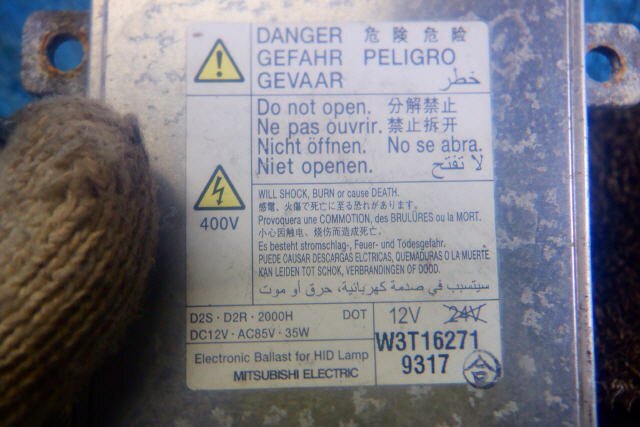 DANGER 危 険 危 险
GEFAHR PELIGRO
GEVAAR خطر
Do not open. 分解禁止
Ne pas ouvrir. 禁止拆开
Nicht öffnen. No se abra.
Niet openen. لا تفتح
400V
WILL SHOCK, BURN or cause DEATH.
感電、火傷で死亡に至る恐れがあります。
Provoquera une COMMOTION, des BRULÛRES ou la MORT.
小心因触电、烧伤而造成死亡。
Es besteht stromschlag-, Feuer- und Todesgefahr.
PUEDE CAUSAR DESCARGAS ELCTRICAS, QUEMADURAS O LA MUERTE.
KAN LEIDEN TOT SCHOK, VERBRANDINGEN OF DOOD.
سيتسبب في صدمة كهربائية، حرق أو موت
D2S · D2R · 2000H DOT 12V 24V
DC12V · AC85V · 35W
W3T16271
Electronic Ballast for HID Lamp
9317 合
MITSUBISHI ELECTRIC